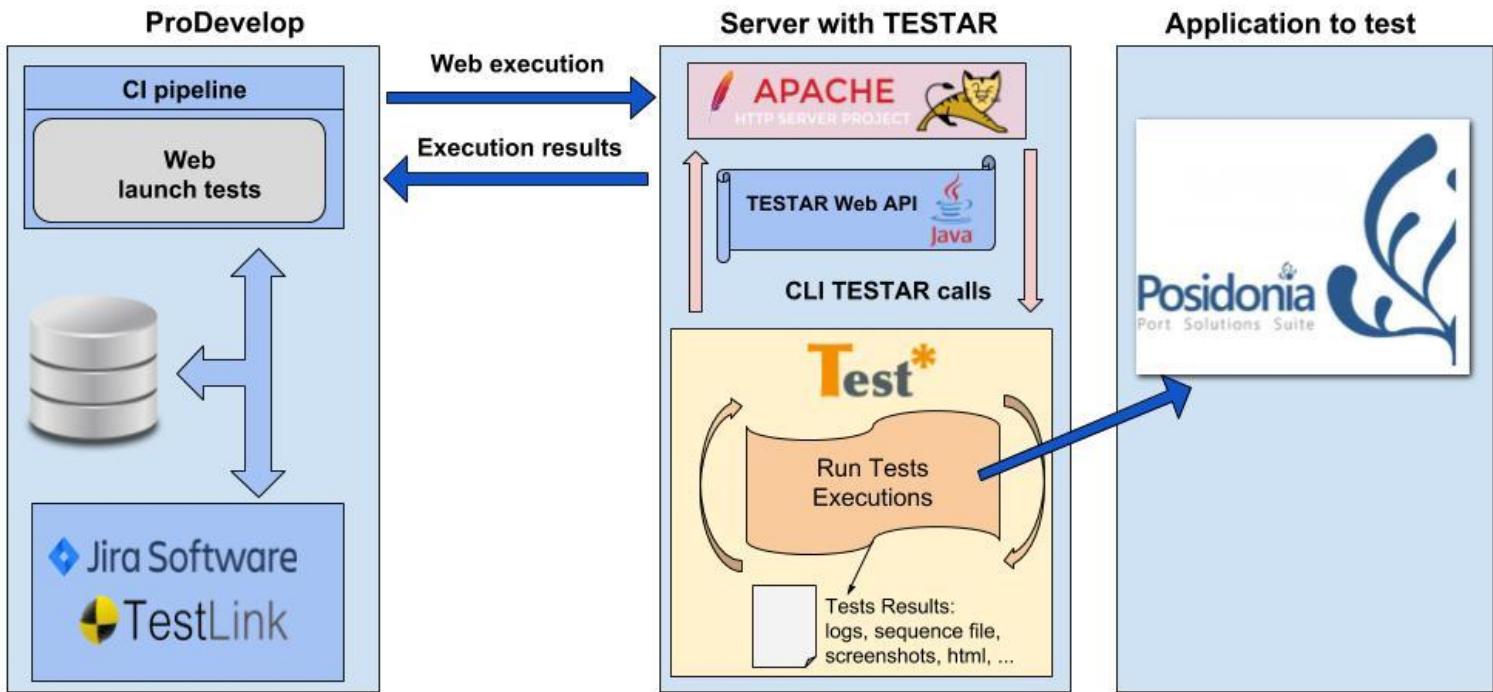 ProDevelop
CI pipeline
Web
launch tests
Jira Software
TestLink
Web execution
Execution results
Server with TESTAR
APACHE
HTTP SERVER PROJECT
TESTAR Web API
Java
CLI TESTAR calls
Test*
Run Tests
Executions
Tests Results:
logs, sequence file,
screenshots, html, ...
Application to test
Posidonia
Port Solutions Suite